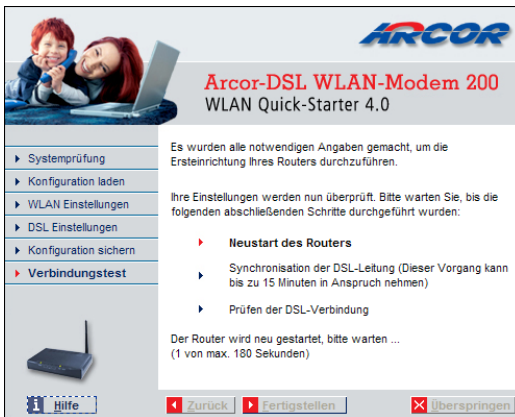 ARCOR
Arcor-DSL WLAN-Modem 200
WLAN Quick-Starter 4.0
Systemprüfung
Konfiguration laden
WLAN Einstellungen
DSL Einstellungen
Konfiguration sichern
Verbindungstest
Es wurden alle notwendigen Angaben gemacht, um die
Ersteinrichtung Ihres Routers durchzuführen.
Ihre Einstellungen werden nun überprüft. Bitte warten Sie, bis die
folgenden abschließenden Schritte durchgeführt wurden:
Neustart des Routers
Synchronisation der DSL-Leitung (Dieser Vorgang kann
bis zu 15 Minuten in Anspruch nehmen)
Prüfen der DSL-Verbindung
Der Router wird neu gestartet, bitte warten ...
(1 von max. 180 Sekunden)
i Hilfe
Zurück
Fertigstellen
Überspringen